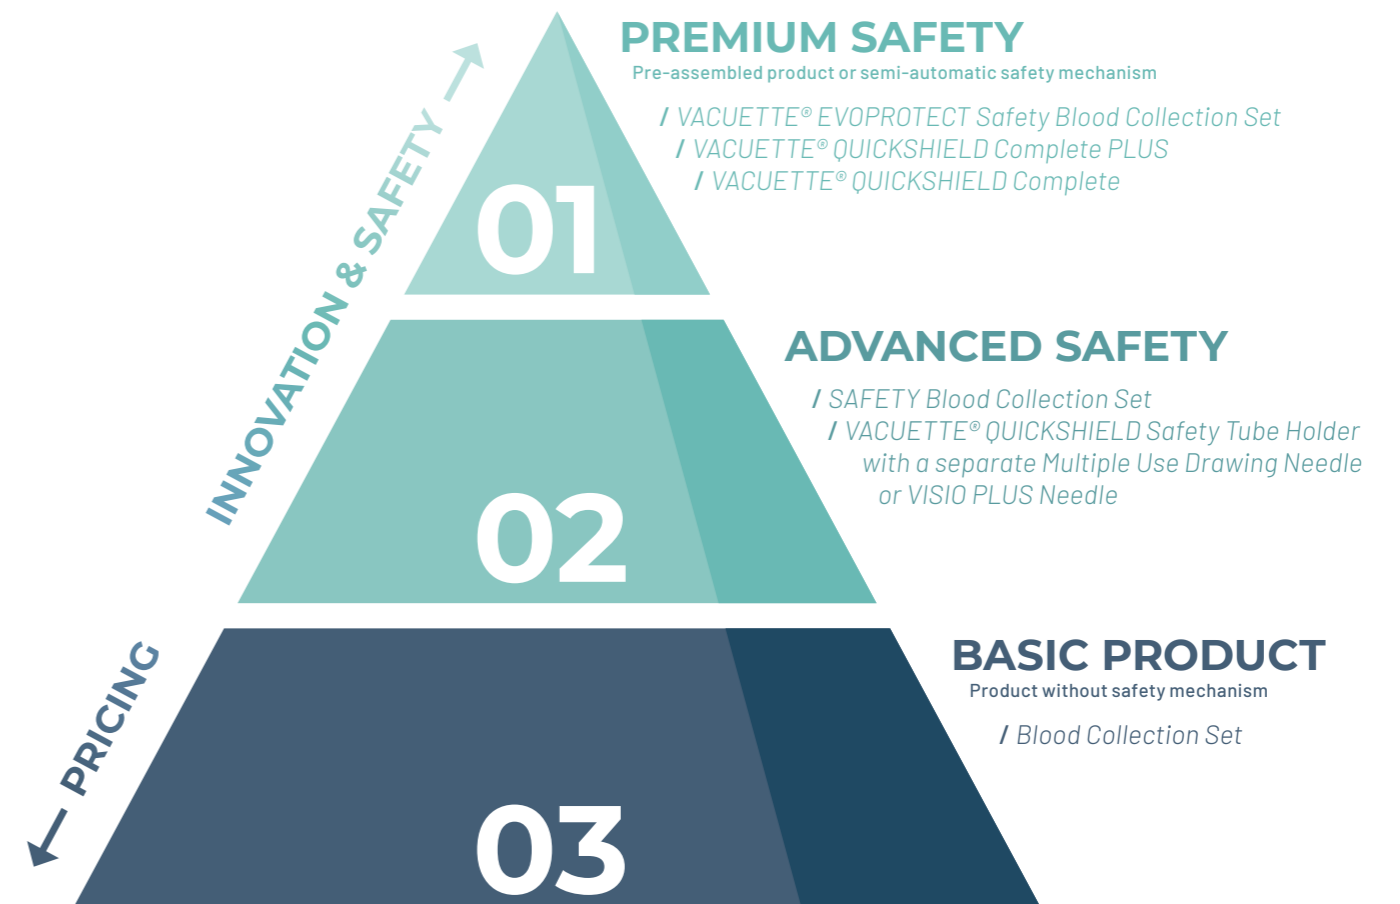 PREMIUM SAFETY
Pre-assembled product or semi-automatic safety mechanism
/ VACUETTE® EVOPROTECT Safety Blood Collection Set
/ VACUETTE® QUICKSHIELD Complete PLUS
/ VACUETTE® QUICKSHIELD Complete
01
INNOVATION & SAFETY
ADVANCED SAFETY
/ SAFETY Blood Collection Set
/ VACUETTE® QUICKSHIELD Safety Tube Holder
with a separate Multiple Use Drawing Needle
or VISIO PLUS Needle
02
PRICING
BASIC PRODUCT
Product without safety mechanism
/ Blood Collection Set
03